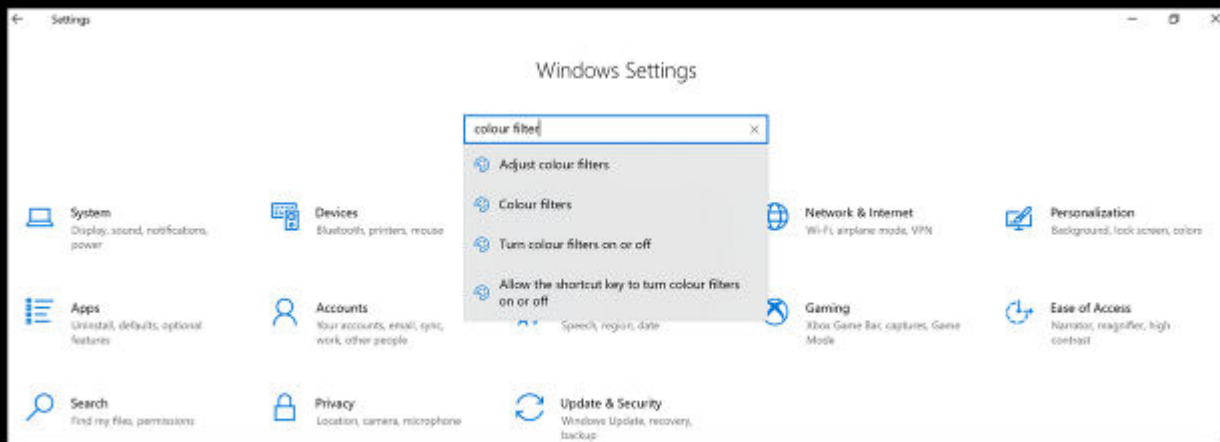 Settings
Windows Settings
colour filter
Adjust colour filters
Colour filters
Turn colour filters on or off
Allow the shortcut key to turn colour filters
on or off
System
Display, sound, notifications,
power
Devices
Bluetooth, printers, mouse
Network & Internet
Wi-Fi, airplane mode, VPN
Personalization
Background, lock screen, colors
Apps
Uninstall, defaults, optional
features
Accounts
Your accounts, email, sync,
work, other people
Speech, region, date
Gaming
Xbox Game Bar, captures, Game
Mode
Ease of Access
Narrator, magnifier, high
contrast
Search
Find my files, permissions
Privacy
Location, camera, microphone
Update & Security
Windows Update, recovery,
backup